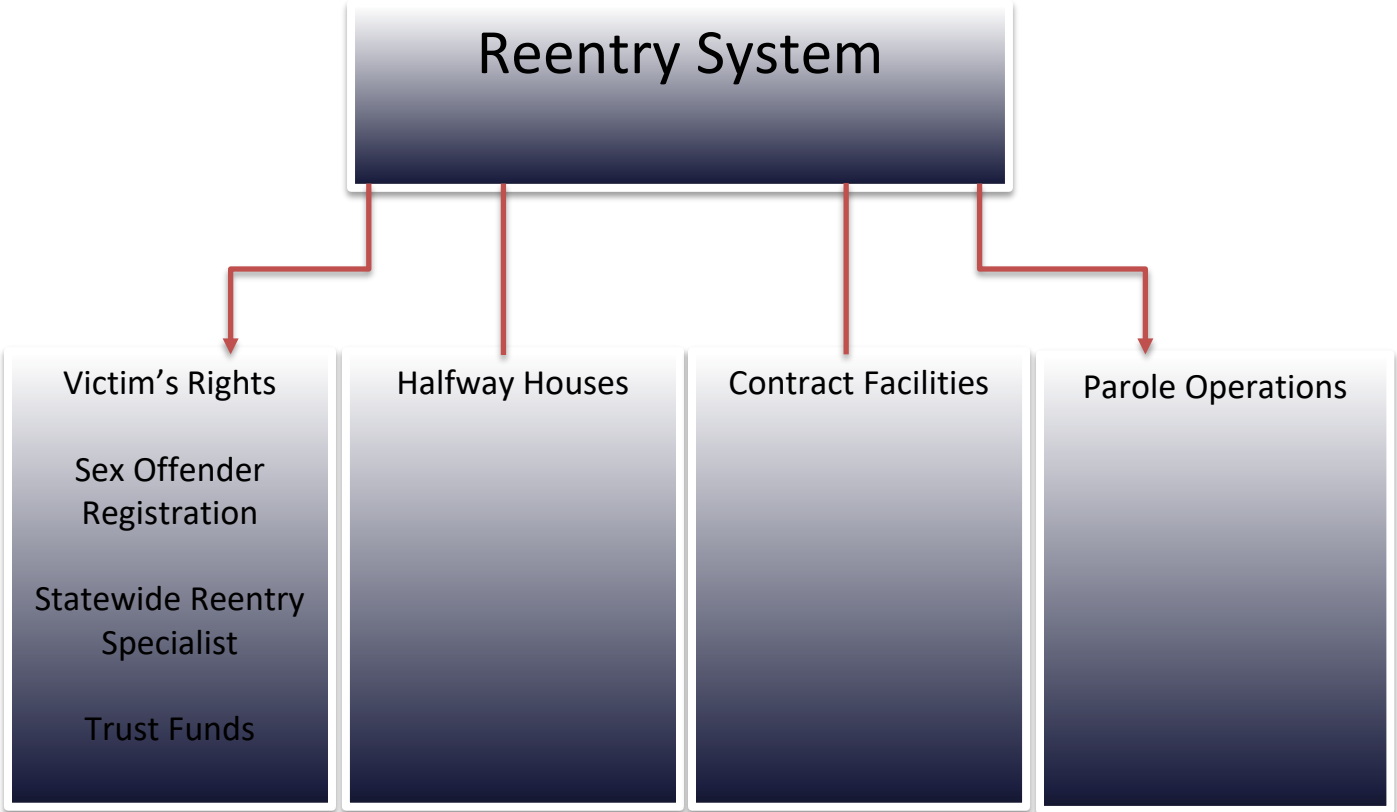 Reentry System
Victim’s Rights
Sex Offender
Registration
Statewide Reentry
Specialist
Trust Funds
Halfway Houses
Contract Facilities
Parole Operations